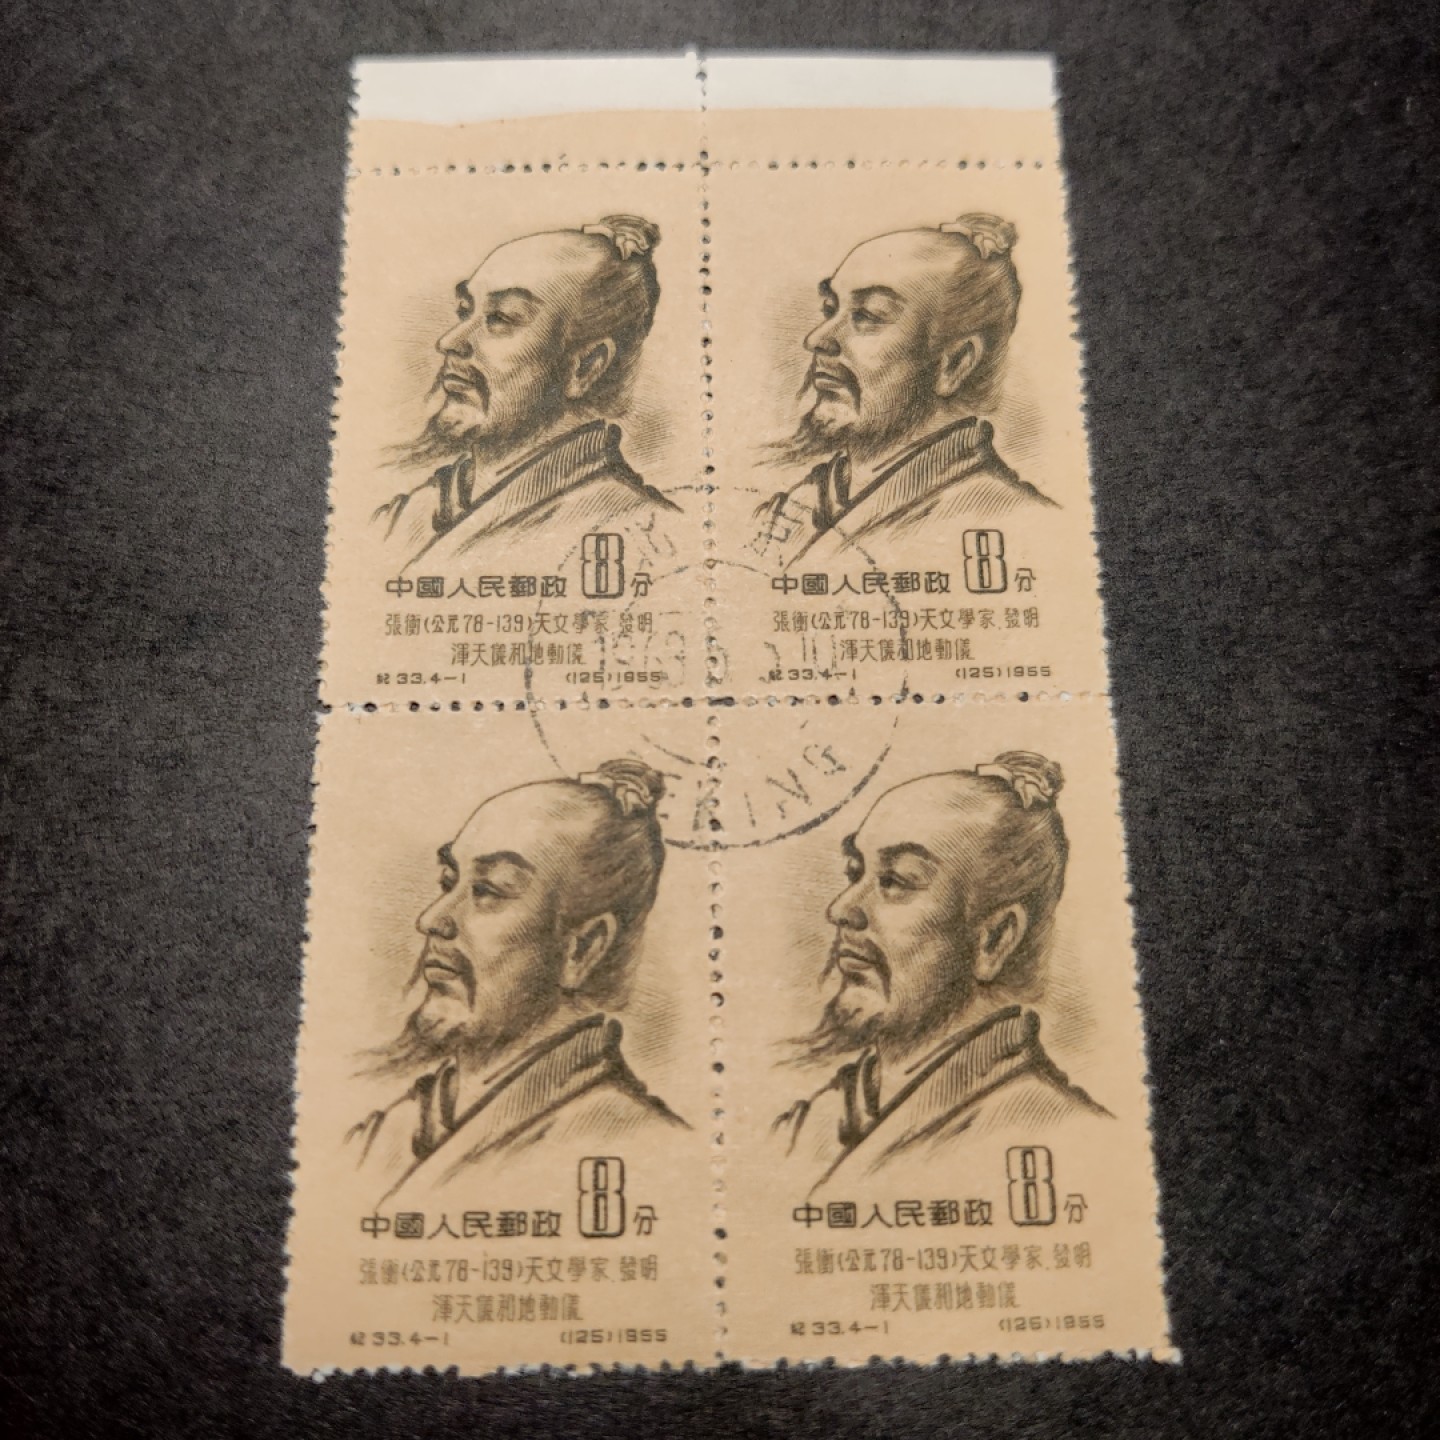 中國人民郵政 8分
張衡(公元78-139)天文學家、發明
渾天儀和地動儀
紀33.4-1 (125)1955
中國人民郵政 8分
張衡(公元78-139)天文學家、發明
渾天儀和地動儀
紀33.4-1 (125)1955
中國人民郵政 8分
張衡(公元78-139)天文學家、發明
渾天儀和地動儀
紀33.4-1 (125)1955
中國人民郵政 8分
張衡(公元78-139)天文學家、發明
渾天儀和地動儀
紀33.4-1 (125)1955